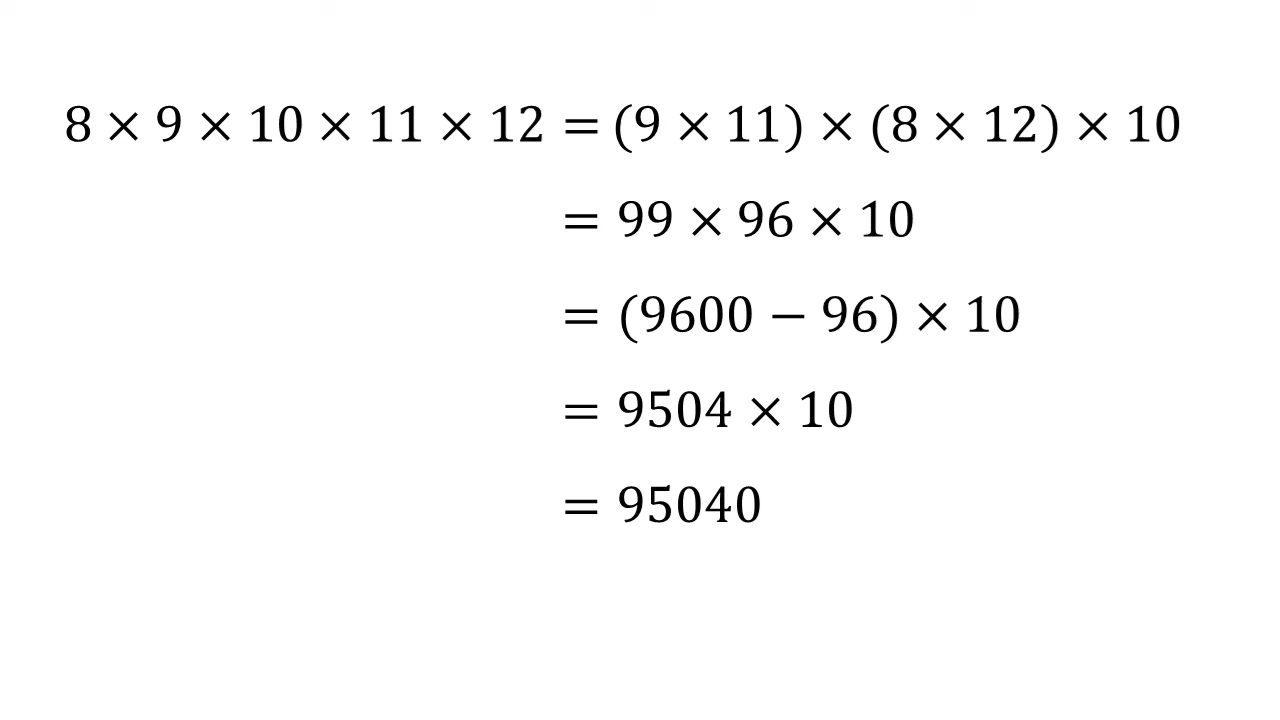 8 × 9 × 10 × 11 × 12 = (9 × 11) × (8 × 12) × 10
= 99 × 96 × 10
= (9600 − 96) × 10
= 9504 × 10
= 95040